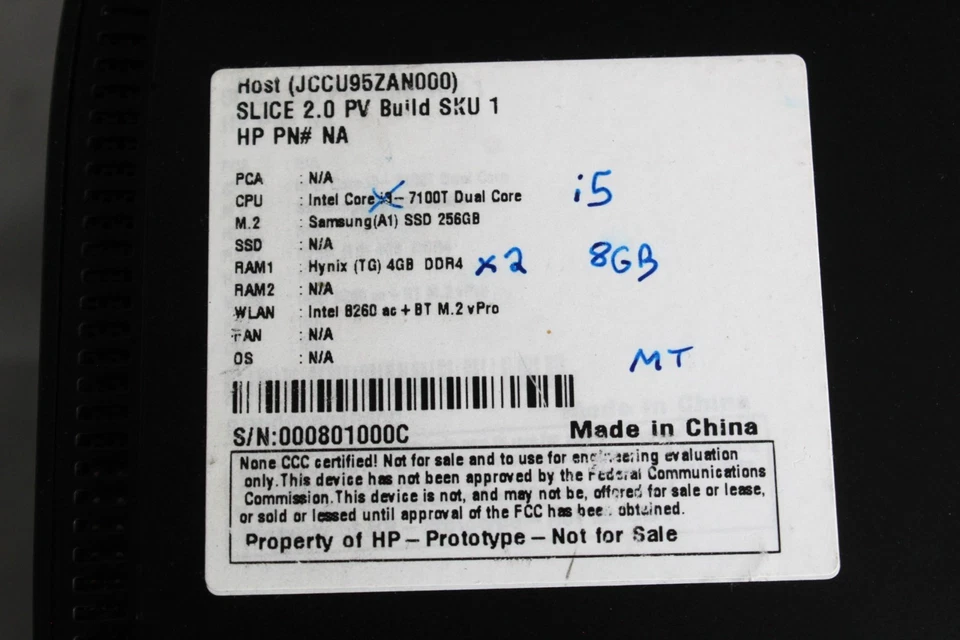 Host (JCCU95ZAN000)
SLICE 2.0 PV Build SKU 1
HP PN# NA
PCA : N/A
CPU : Intel Core i3- 7100T Dual Core i5
M.2 : Samsung(A1) SSD 256GB
SSD : N/A
RAM1 : Hynix (TG) 4GB DDR4 x2 8GB
RAM2 : N/A
WLAN : Intel 8260 ac + BT M.2 vPro
FAN : N/A
OS : N/A
MT
S/N:000801000C Made in China
None CCC certified! Not for sale and to use for engineering evaluation
only.This device has not been approved by the Federal Communications
Commission.This device is not, and may not be, offered for sale or lease,
or sold or lessed until approval of the FCC has been obtained.
Property of HP - Prototype - Not for Sale